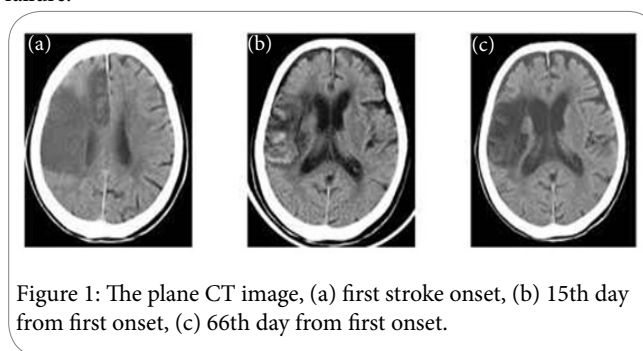 (a)
(b)
(c)
Figure 1: The plane CT image, (a) first stroke onset, (b) 15th day
from first onset, (c) 66th day from first onset.